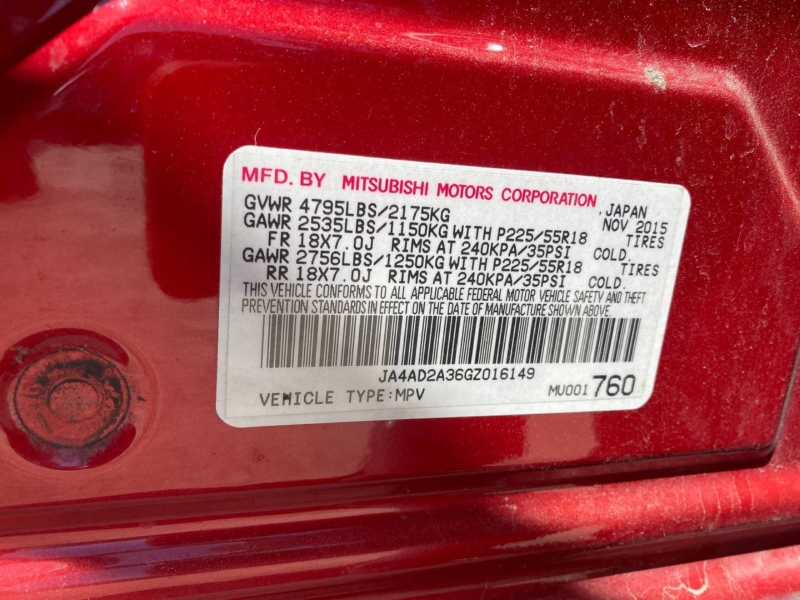 MFD. BY MITSUBISHI MOTORS CORPORATION, JAPAN
GVWR 4795LBS/2175KG NOV 2015
GAWR 2535LBS/1150KG WITH P225/55R18 TIRES
FR 18X7.0J RIMS AT 240KPA/35PSI COLD.
GAWR 2756LBS/1250KG WITH P225/55R18 TIRES
RR 18X7.0J RIMS AT 240KPA/35PSI COLD.
THIS VEHICLE CONFORMS TO ALL APPLICABLE FEDERAL MOTOR VEHICLE SAFETY AND THEFT
PREVENTION STANDARDS IN EFFECT ON THE DATE OF MANUFACTURE SHOWN ABOVE.
JA4AD2A36GZ016149
VEHICLE TYPE:MPV MU001 760